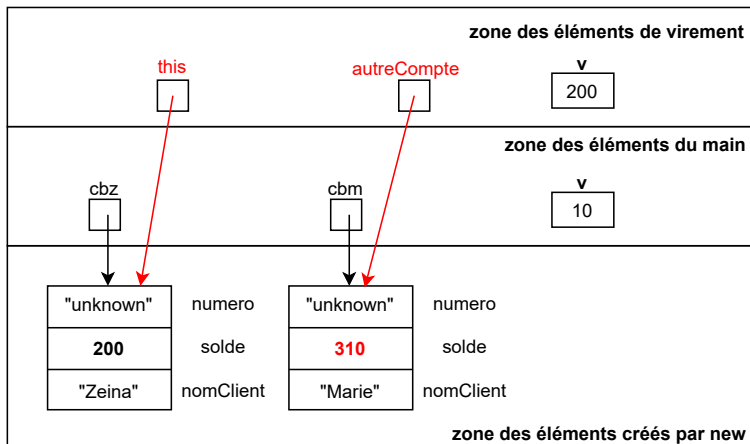 zone des éléments de virement
this
autreCompte
v
200
zone des éléments du main
cbz
cbm
v
10
"unknown" numero
200 solde
"Zeina" nomClient
"unknown" numero
310 solde
"Marie" nomClient
zone des éléments créés par new